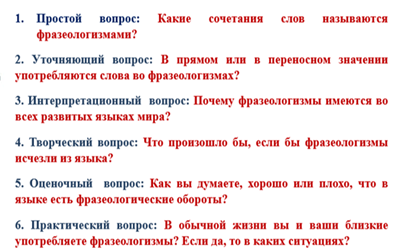 1. Простой вопрос: Какие сочетания слов называются
фразеологизмами?
2. Уточняющий вопрос: В прямом или в переносном значении
употребляются слова во фразеологизмах?
3. Интерпретационный вопрос: Почему фразеологизмы имеются во
всех развитых языках мира?
4. Творческий вопрос: Что произошло бы, если бы фразеологизмы
исчезли из языка?
5. Оценочный вопрос: Как вы думаете, хорошо или плохо, что в
языке есть фразеологические обороты?
6. Практический вопрос: В обычной жизни вы и ваши близкие
употребляете фразеологизмы? Если да, то в каких ситуациях?